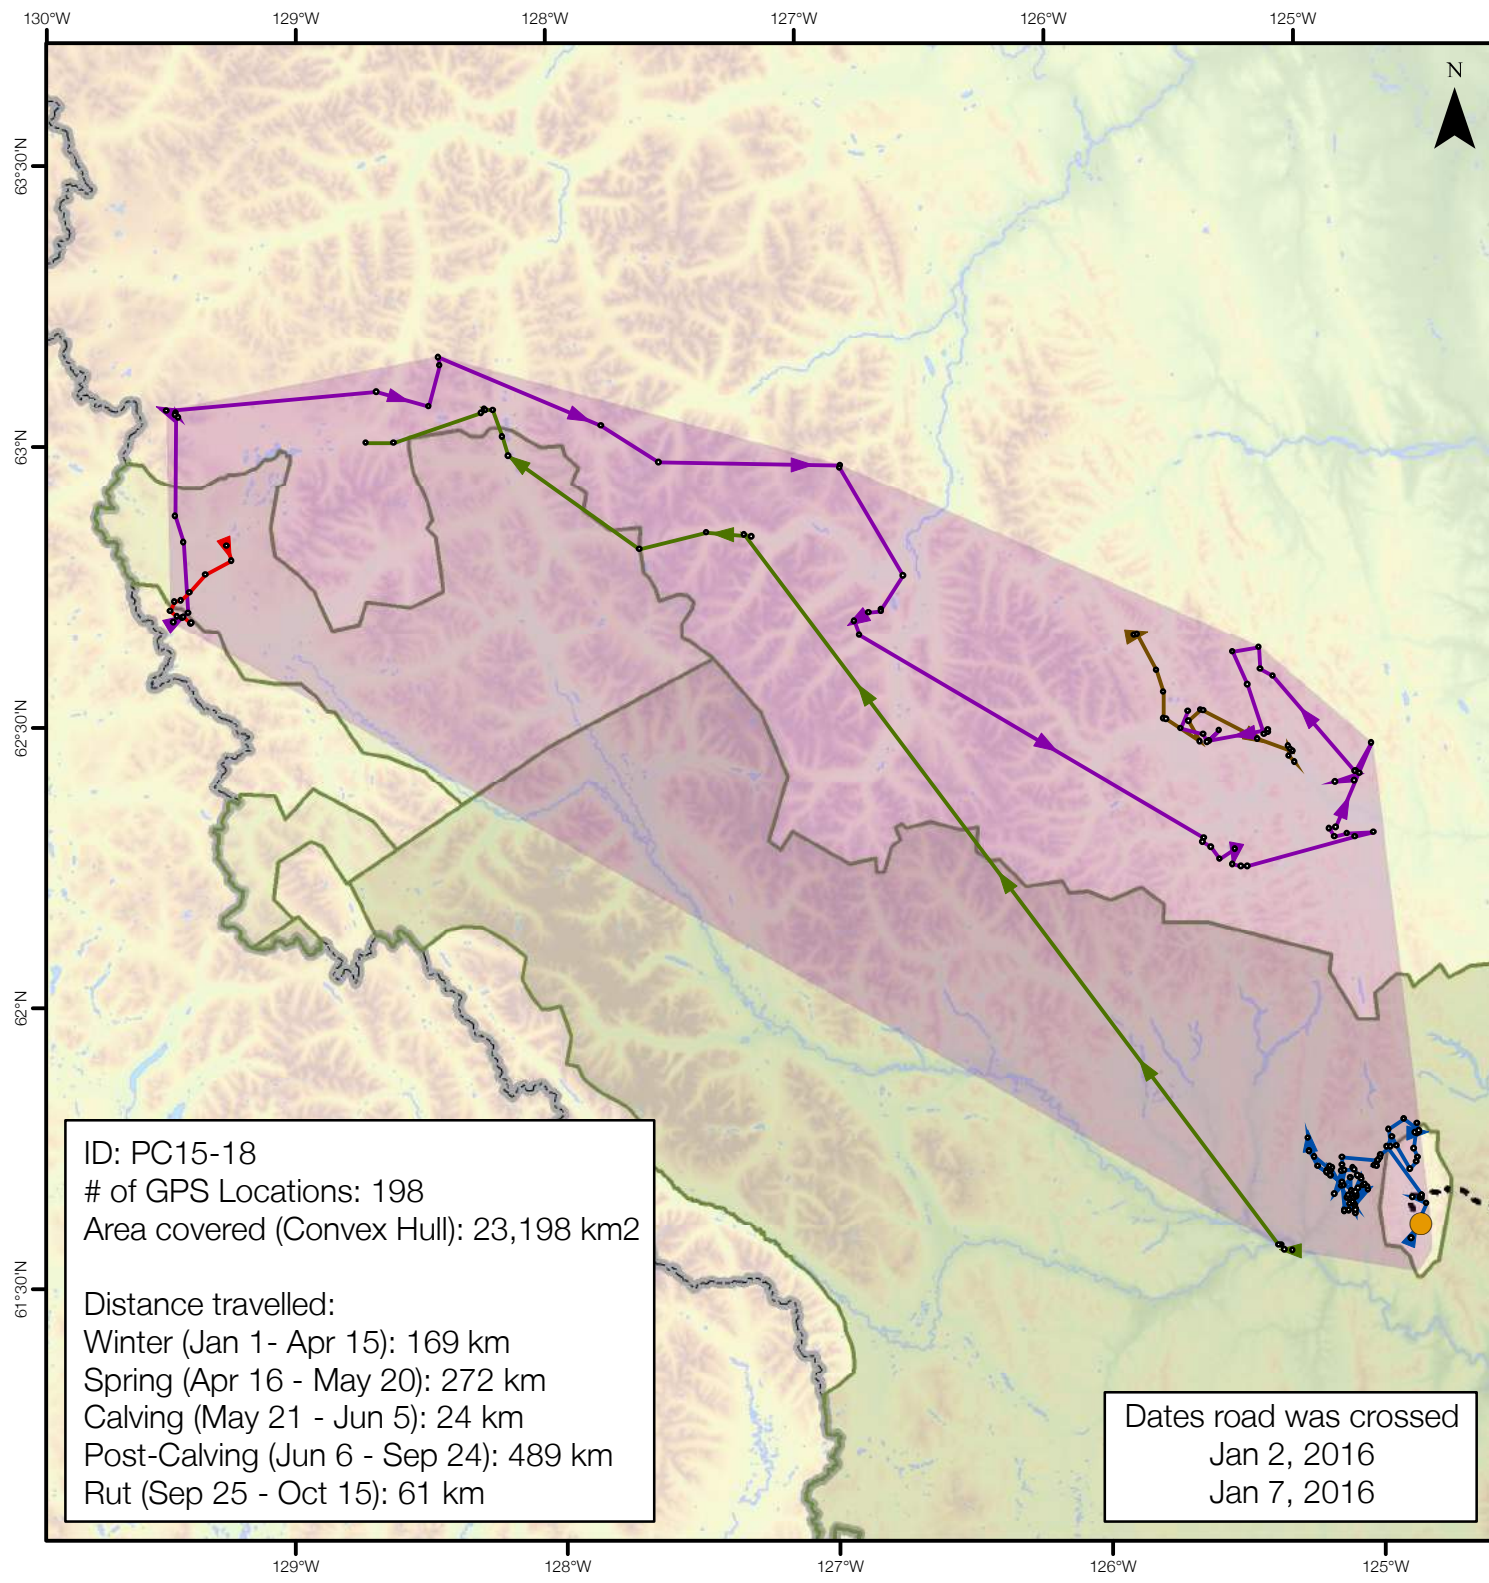 130°W 129°W 128°W 127°W 126°W 125°W
N
63°30'N
63°N
62°30'N
62°N
61°30'N
ID: PC15-18
# of GPS Locations: 198
Area covered (Convex Hull): 23,198 km2
Distance travelled:
Winter (Jan 1- Apr 15): 169 km
Spring (Apr 16 - May 20): 272 km
Calving (May 21 - Jun 5): 24 km
Post-Calving (Jun 6 - Sep 24): 489 km
Rut (Sep 25 - Oct 15): 61 km
Dates road was crossed
Jan 2, 2016
Jan 7, 2016
129°W 128°W 127°W 126°W 125°W